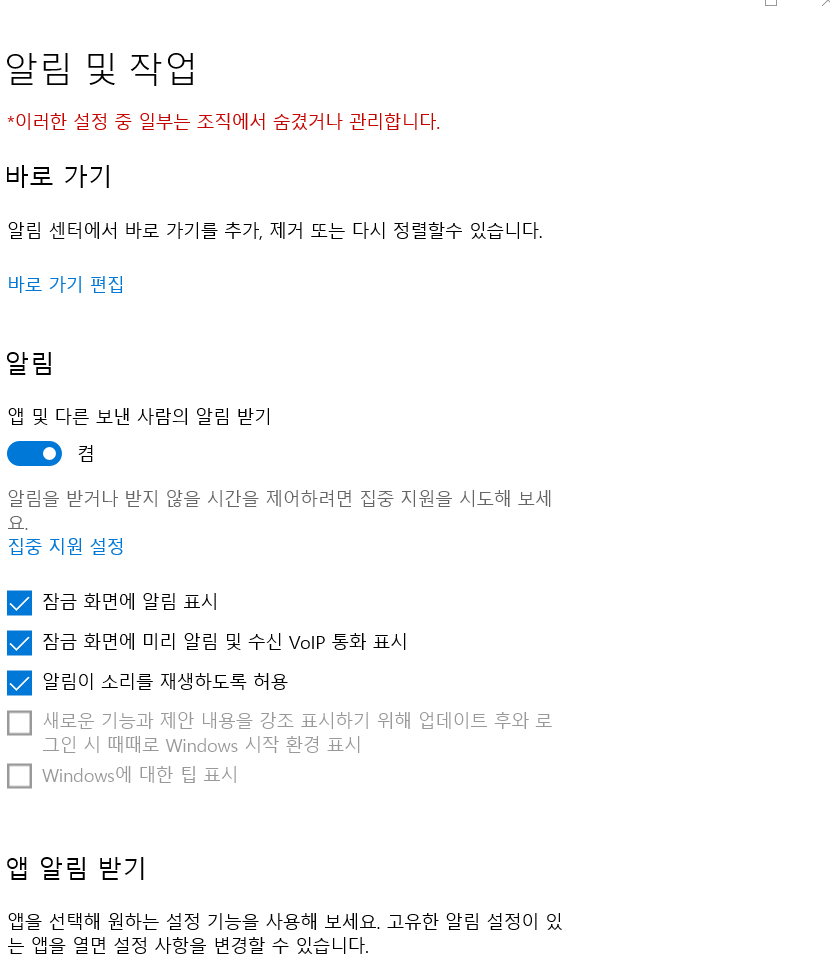 알림 및 작업
*이러한 설정 중 일부는 조직에서 숨겼거나 관리합니다.
바로 가기
알림 센터에서 바로 가기를 추가, 제거 또는 다시 정렬할수 있습니다.
바로 가기 편집
알림
앱 및 다른 보낸 사람의 알림 받기
켬
알림을 받거나 받지 않을 시간을 제어하려면 집중 지원을 시도해 보세
요.
집중 지원 설정
잠금 화면에 알림 표시
잠금 화면에 미리 알림 및 수신 VoIP 통화 표시
알림이 소리를 재생하도록 허용
새로운 기능과 제안 내용을 강조 표시하기 위해 업데이트 후와 로
그인 시 때때로 Windows 시작 환경 표시
Windows에 대한 팁 표시
앱 알림 받기
앱을 선택해 원하는 설정 기능을 사용해 보세요. 고유한 알림 설정이 있
는 앱을 열면 설정 사항을 변경할 수 있습니다.